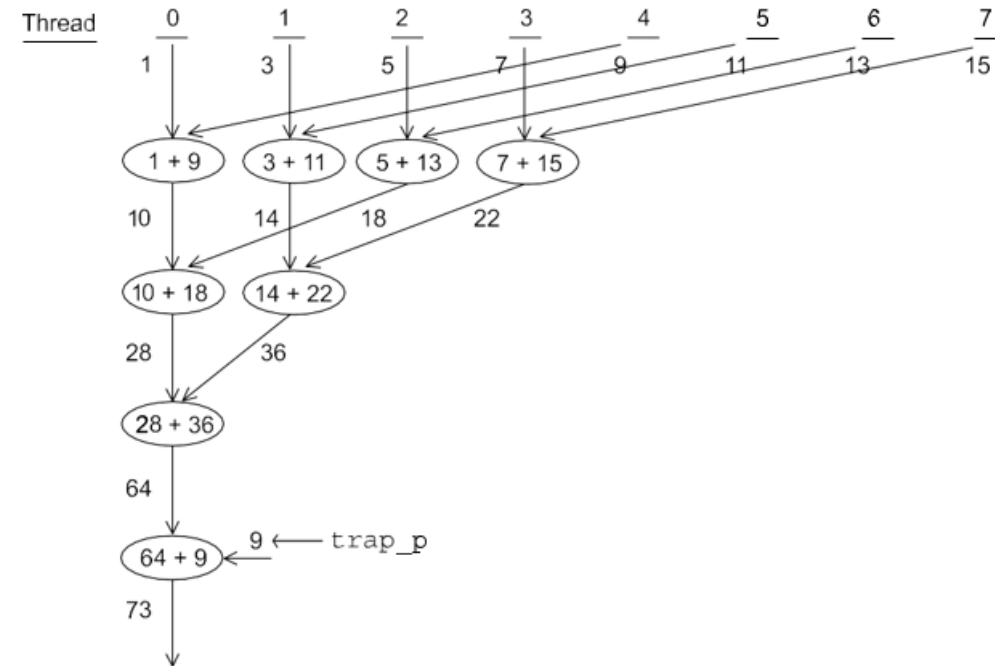 Thread 0 1 2 3 4 5 6 7
1 3 5 7 9 11 13 15
1 + 9 3 + 11 5 + 13 7 + 15
10 14 18 22
10 + 18 14 + 22
28 36
28 + 36
64
9 trap_p
64 + 9
73